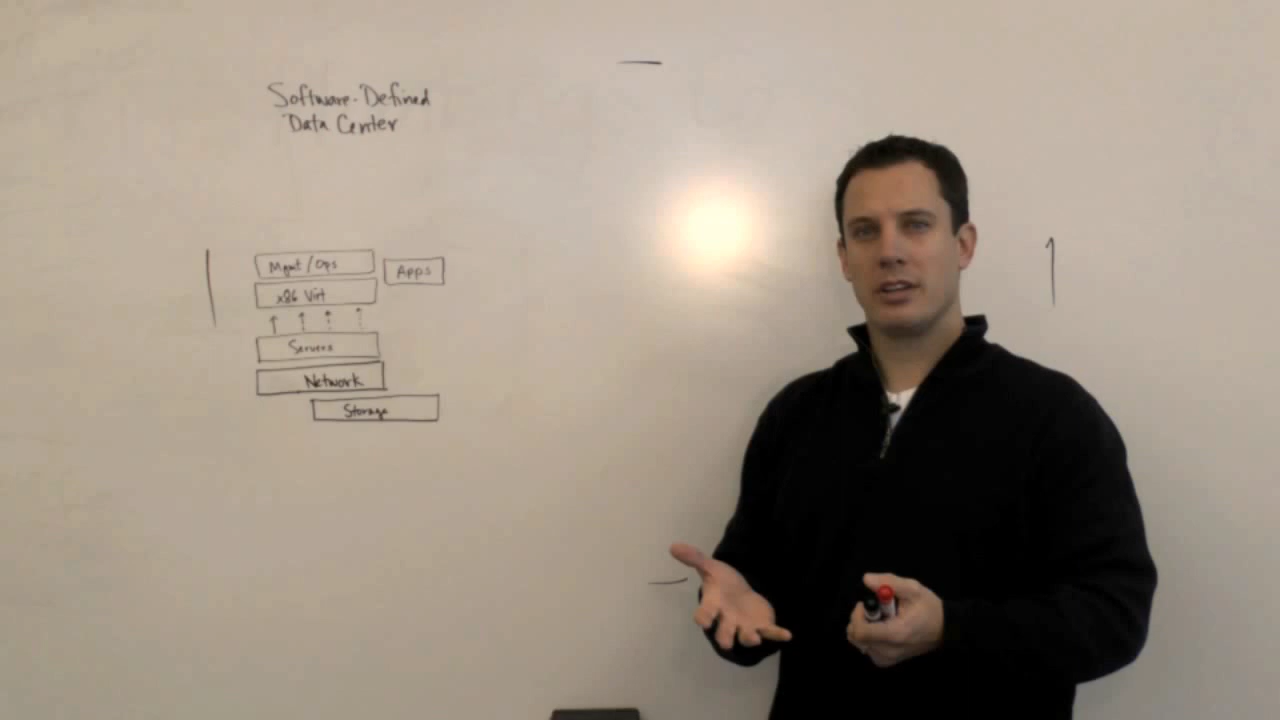 Software-Defined
Data Center
Mgmt/Ops
Apps
x86 Virt
Servers
Network
Storage